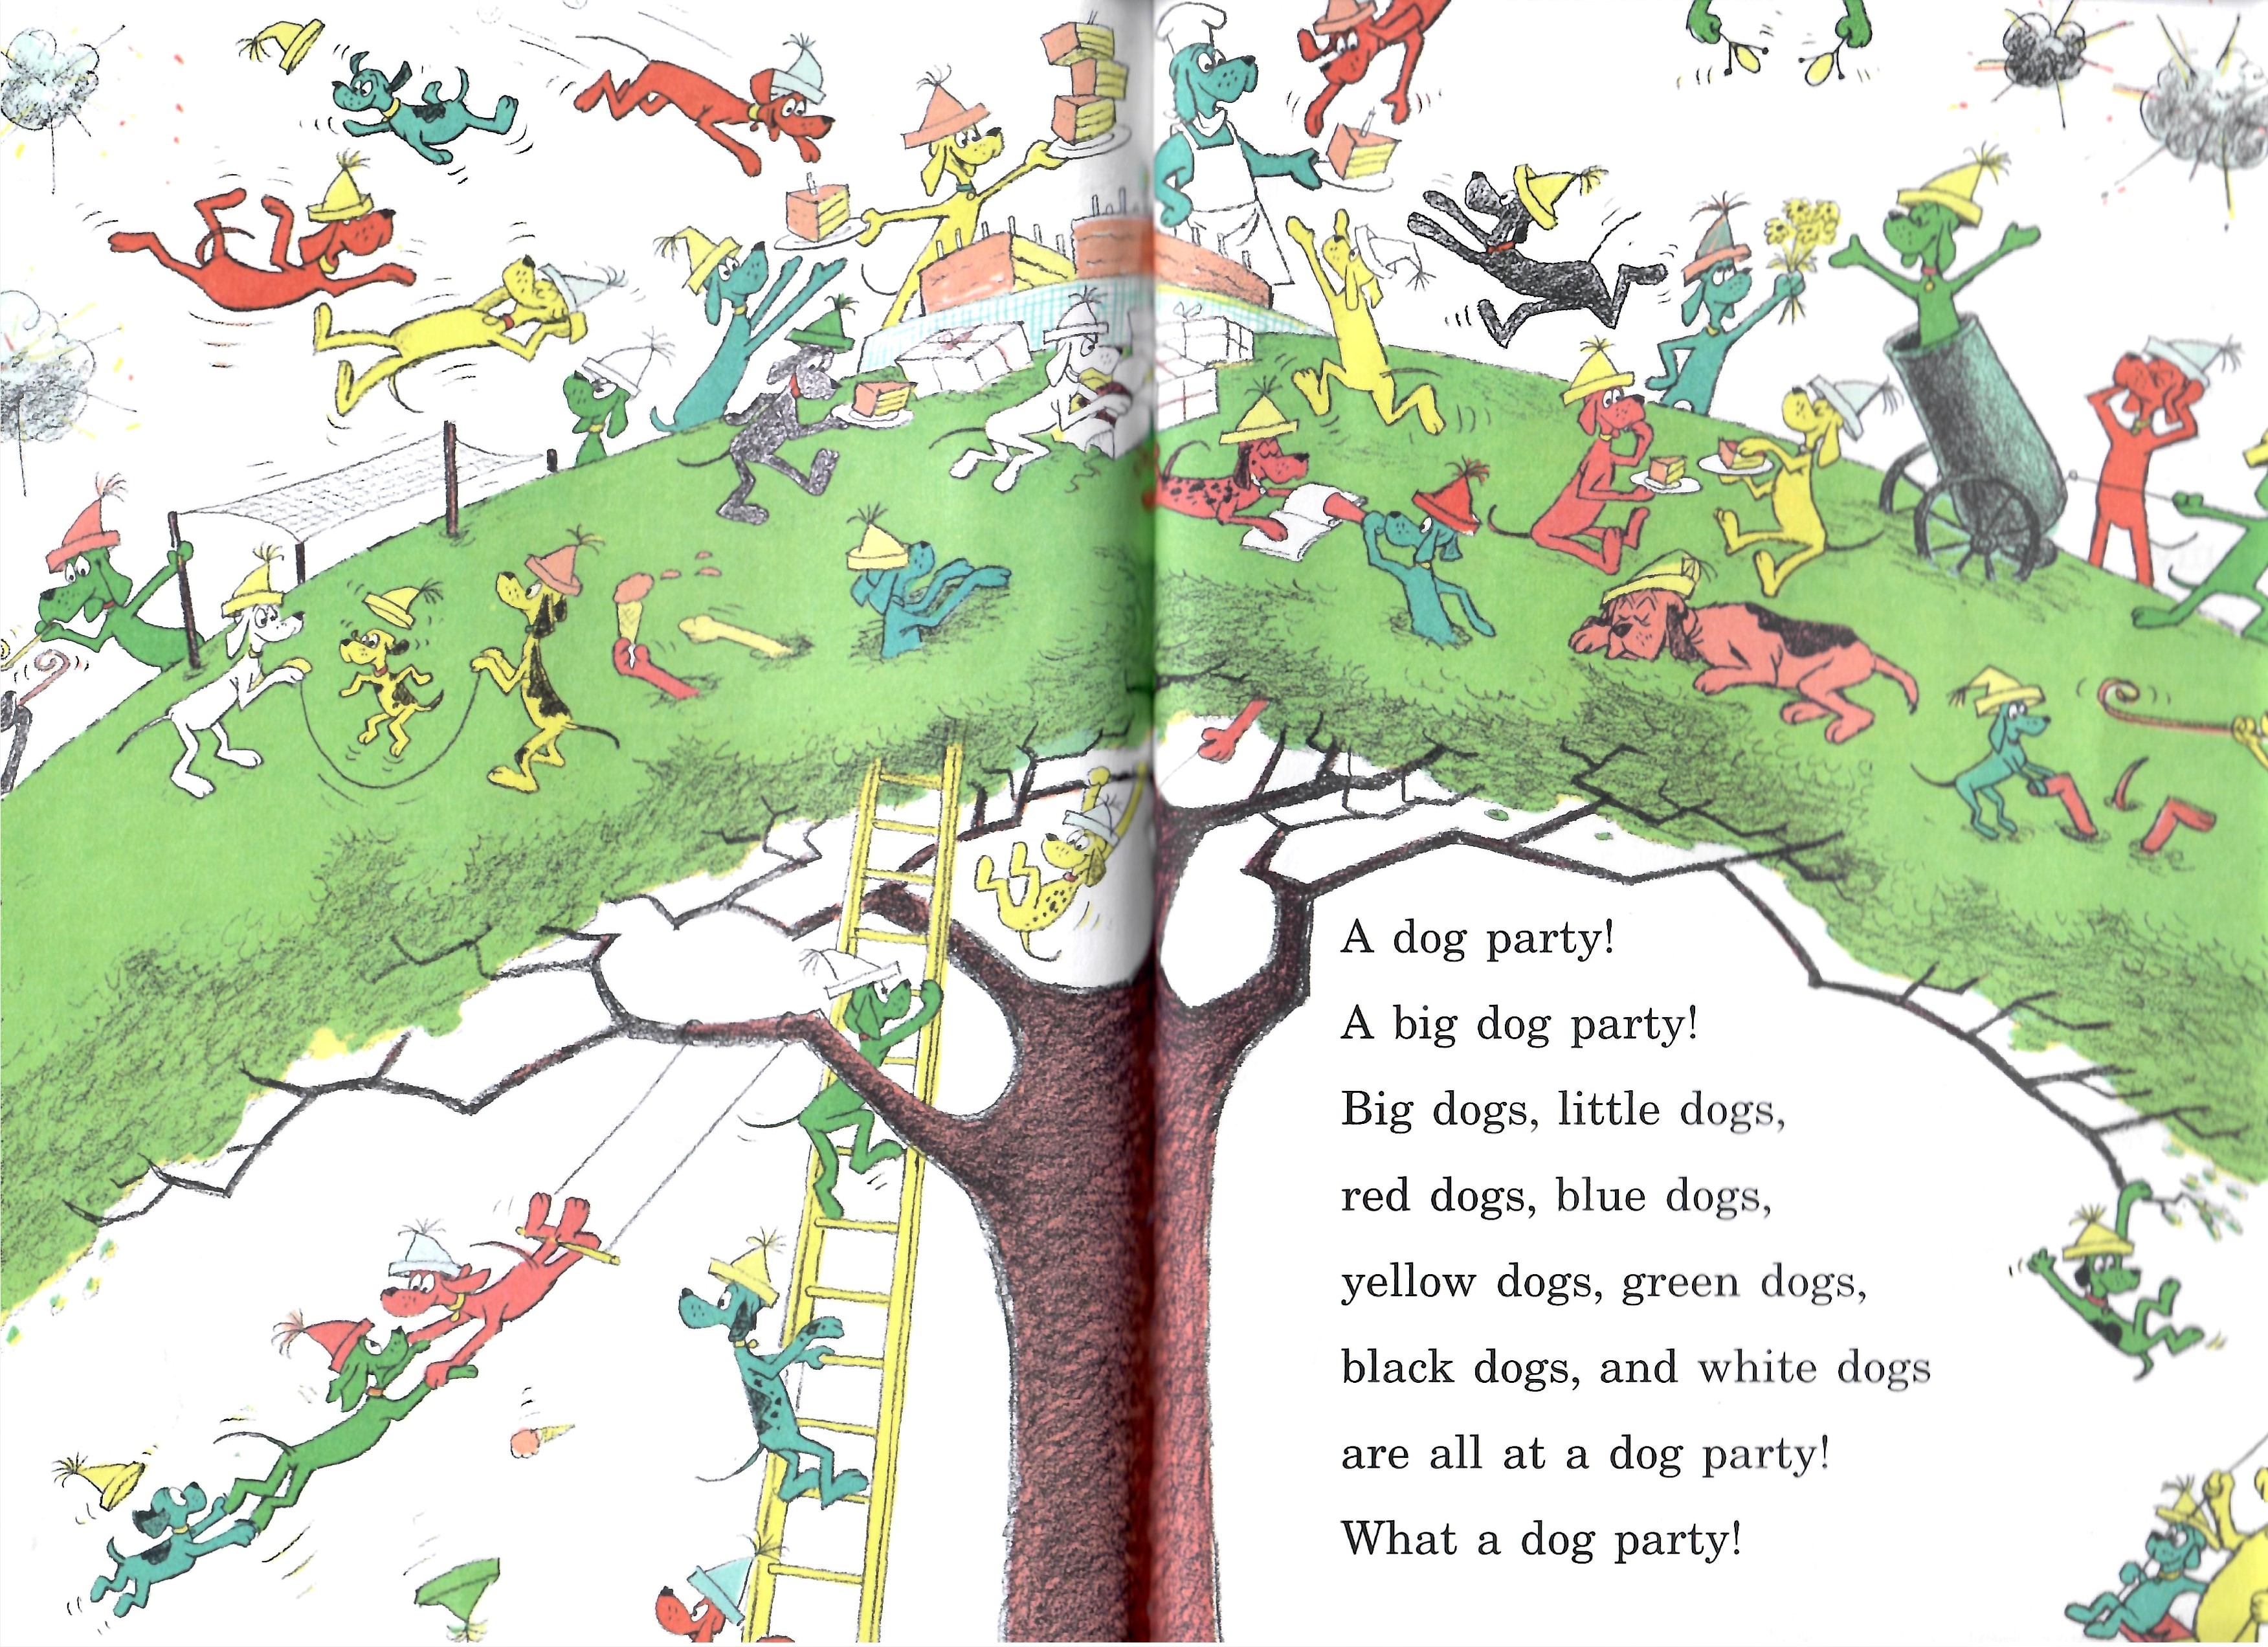 A dog party!
A big dog party!
Big dogs, little dogs,
red dogs, blue dogs,
yellow dogs, green dogs,
black dogs, and white dogs
are all at a dog party!
What a dog party!